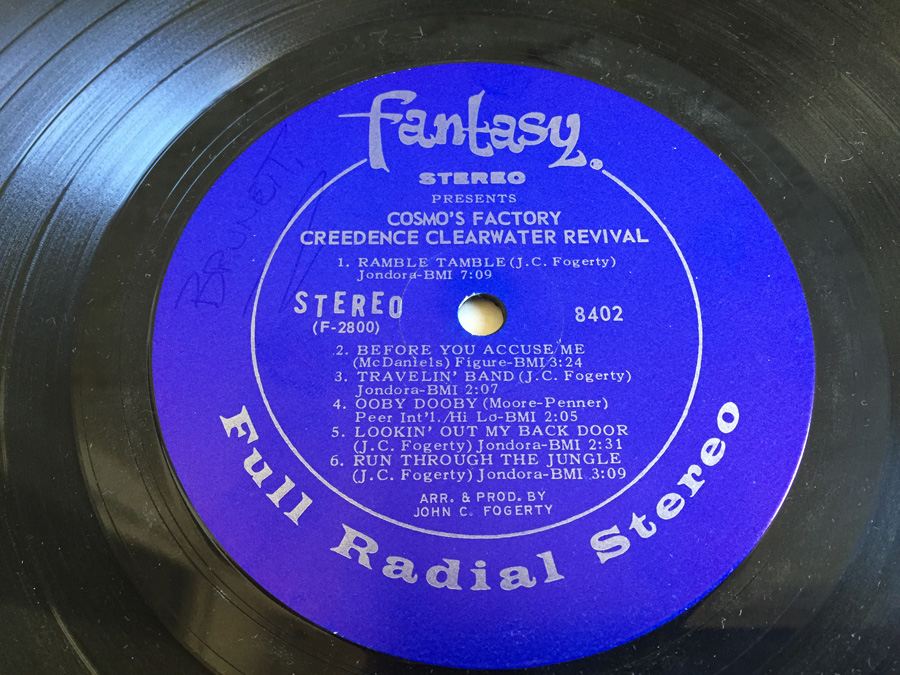 fantasy.
STEREO
PRESENTS
COSMO'S FACTORY
CREEDENCE CLEARWATER REVIVAL
1. RAMBLE TAMBLE (J.C. Fogerty)
Jondora-BMI 7:09
STEREO
(F-2800)
8402
2. BEFORE YOU ACCUSE ME
(McDaniels) Figure-BMI 3:24
3. TRAVELIN' BAND (J.C. Fogerty)
Jondora-BMI 2:07
4. OOBY DOOBY (Moore-Penner)
Peer Int'l./Hi Lo-BMI 2:05
5. LOOKIN' OUT MY BACK DOOR
(J.C. Fogerty) Jondora-BMI 2:31
6. RUN THROUGH THE JUNGLE
(J.C. Fogerty) Jondora-BMI 3:09
ARR. & PROD. BY
JOHN C. FOGERTY
Full Radial Stereo